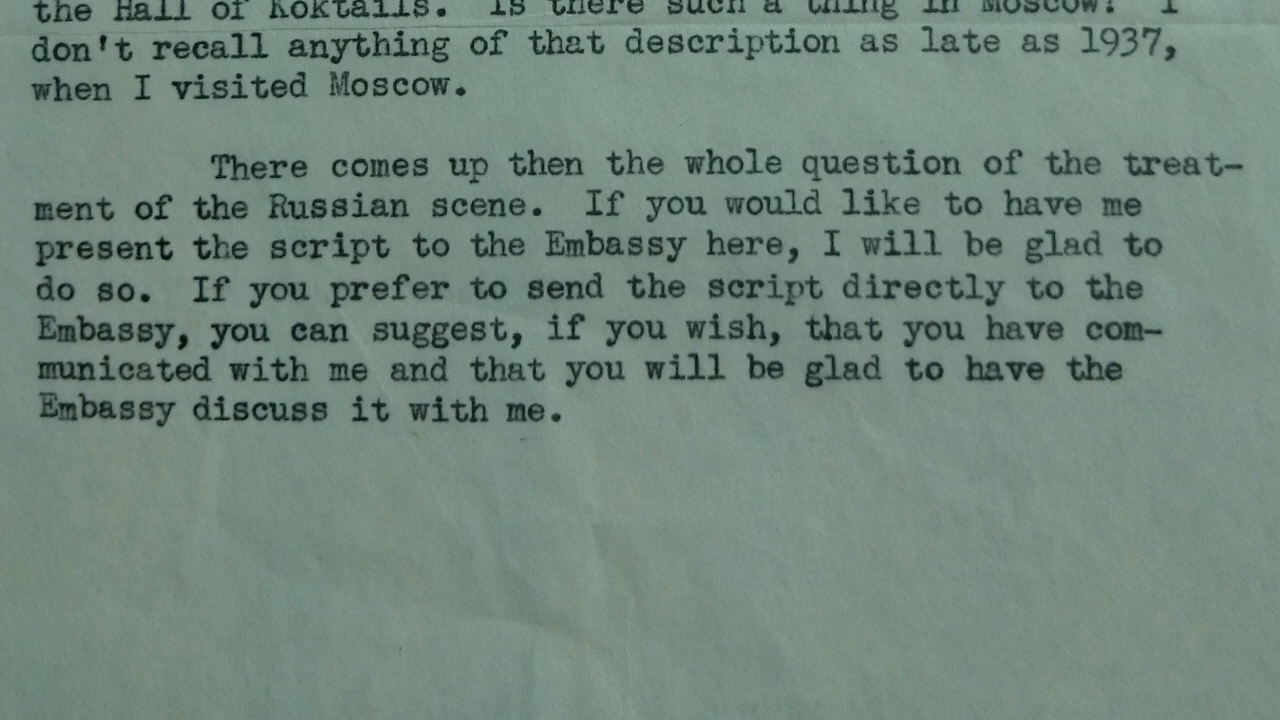 the Hall of Koktails.  Is there such a thing in Moscow?  I
don't recall anything of that description as late as 1937,
when I visited Moscow.
There comes up then the whole question of the treat-
ment of the Russian scene.  If you would like to have me
present the script to the Embassy here, I will be glad to
do so.  If you prefer to send the script directly to the
Embassy, you can suggest, if you wish, that you have com-
municated with me and that you will be glad to have the
Embassy discuss it with me.